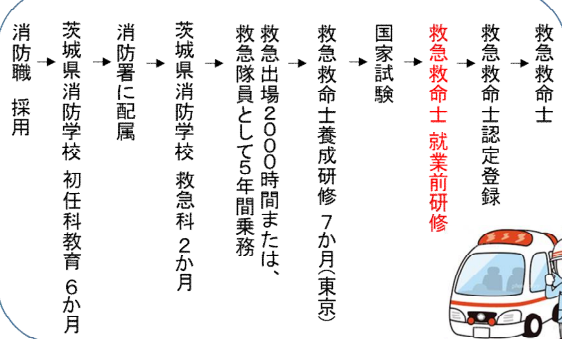 消防職　採用
茨城県消防学校 初任科教育 6か月
消防署に配属
茨城県消防学校 救急科 2か月
救急出場2000時間または、
救急隊員として5年間乗務
救急救命士養成研修 7か月(東京)
国家試験
救急救命士 就業前研修
救急救命士認定登録
救急救命士